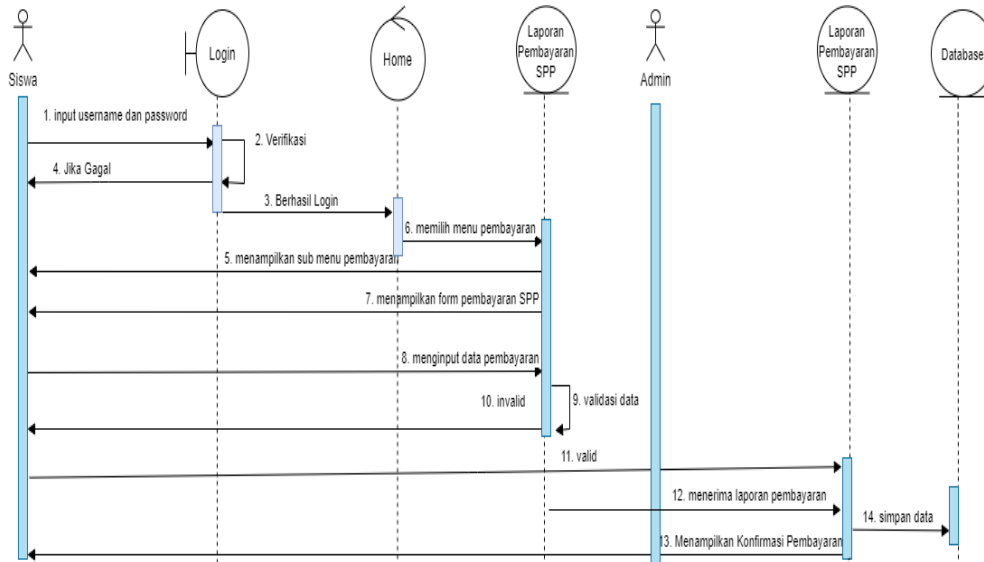 Siswa
Login
Home
Laporan
Pembayaran
SPP
Admin
Laporan
Pembayaran
SPP
Database
1. input username dan password
2. Verifikasi
4. Jika Gagal
3. Berhasil Login
6. memilih menu pembayaran
5. menampilkan sub menu pembayaran
7. menampilkan form pembayaran SPP
8. menginput data pembayaran
10. invalid
9. validasi data
11. valid
12. menerima laporan pembayaran
14. simpan data
13. Menampilkan Konfirmasi Pembayaran